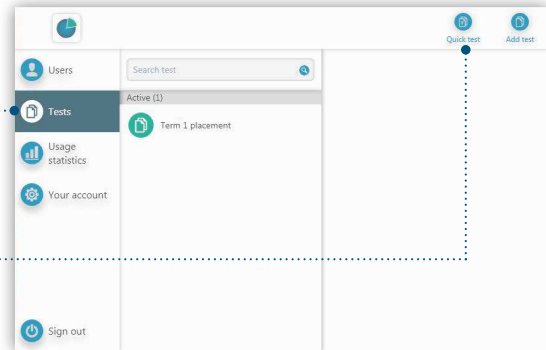 Quick test
Add test
Users
Tests
Usage
statistics
Your account
Sign out
Search test
Active (1)
Term 1 placement